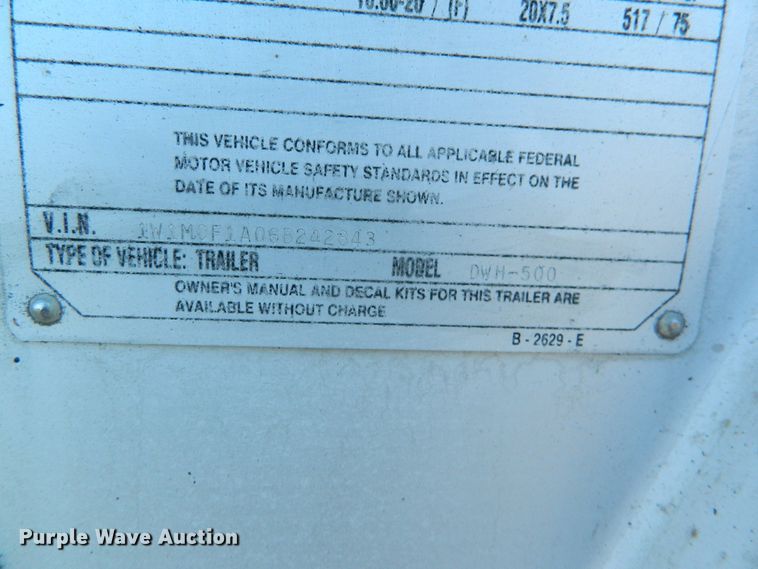 10.00-20 / (F) 20X7.5 517 / 75
THIS VEHICLE CONFORMS TO ALL APPLICABLE FEDERAL
MOTOR VEHICLE SAFETY STANDARDS IN EFFECT ON THE
DATE OF ITS MANUFACTURE SHOWN.
V.I.N.
TYPE OF VEHICLE: TRAILER MODEL DWH-500
OWNER'S MANUAL AND DECAL KITS FOR THIS TRAILER ARE
AVAILABLE WITHOUT CHARGE
B - 2629 - E
Purple Wave Auction